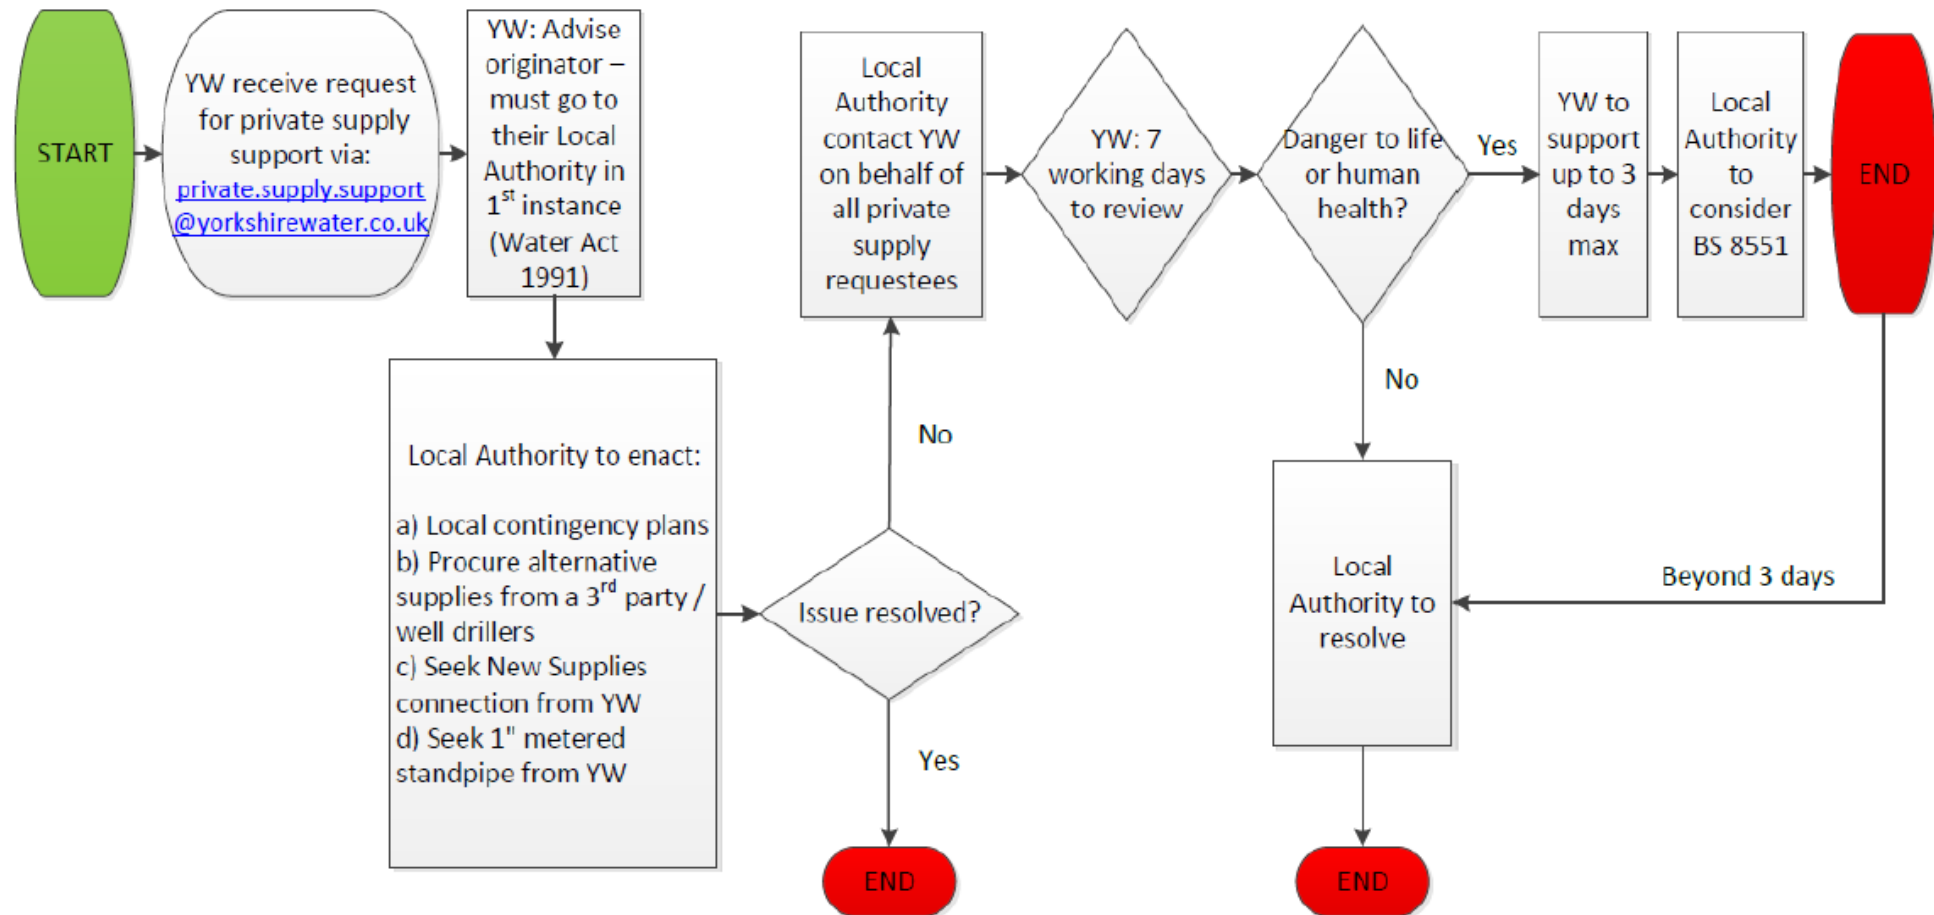 START
YW receive request
for private supply
support via:
private.supply.support
@yorkshirewater.co.uk
YW: Advise
originator –
must go to
their Local
Authority in
1st instance
(Water Act
1991)
Local Authority to enact:
a) Local contingency plans
b) Procure alternative
supplies from a 3rd party /
well drillers
c) Seek New Supplies
connection from YW
d) Seek 1" metered
standpipe from YW
Issue resolved?
Yes
END
No
Local
Authority
contact YW
on behalf of
all private
supply
requestees
YW: 7
working days
to review
Danger to life
or human
health?
Yes
YW to
support
up to 3
days
max
Local
Authority
to
consider
BS 8551
END
Beyond 3 days
No
Local
Authority to
resolve
END